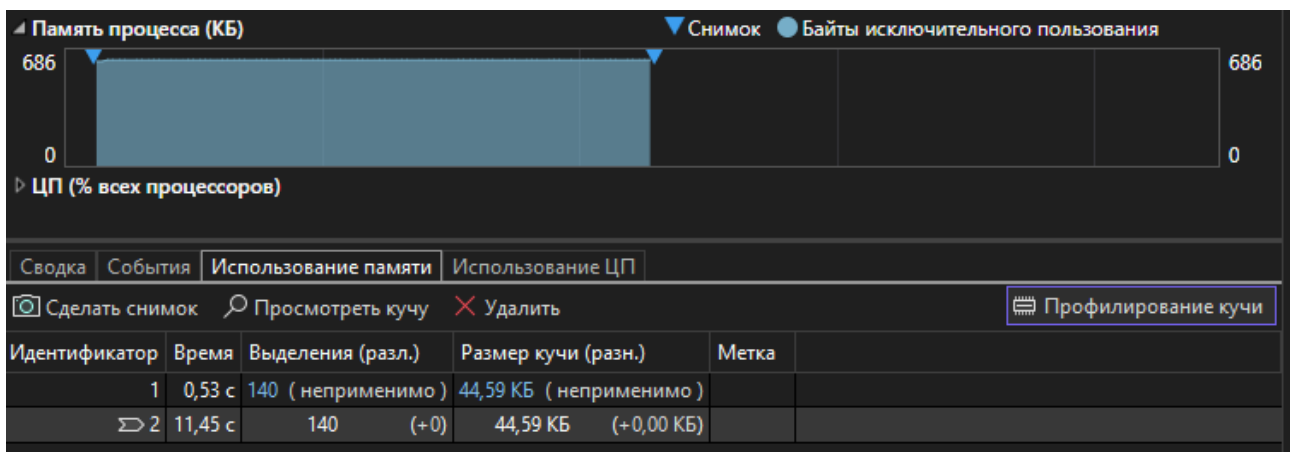 Память процесса (КБ) Снимок Байты исключительного пользования
686 686
0 0
ЦП (% всех процессоров)
Сводка События Использование памяти Использование ЦП
Сделать снимок Просмотреть кучу Удалить Профилирование кучи
Идентификатор Время Выделения (разл.) Размер кучи (разн.) Метка
1 0,53 с 140 ( неприменимо ) 44,59 КБ ( неприменимо )
2 11,45 с 140 (+0) 44,59 КБ (+0,00 КБ)